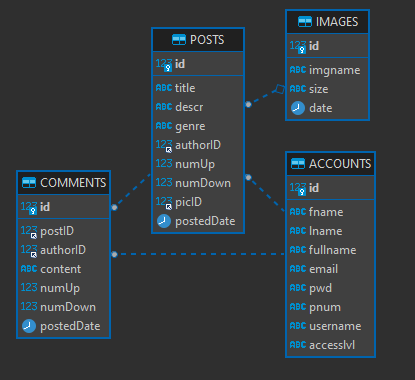 POSTS
123 id
ABC title
ABC descr
ABC genre
123 authorID
123 numUp
123 numDown
123 picID
postedDate
IMAGES
123 id
ABC imgname
ABC size
date
COMMENTS
123 id
123 postID
123 authorID
ABC content
123 numUp
123 numDown
postedDate
ACCOUNTS
123 id
ABC fname
ABC lname
ABC fullname
ABC email
ABC pwd
ABC pnum
ABC username
ABC accesslvl